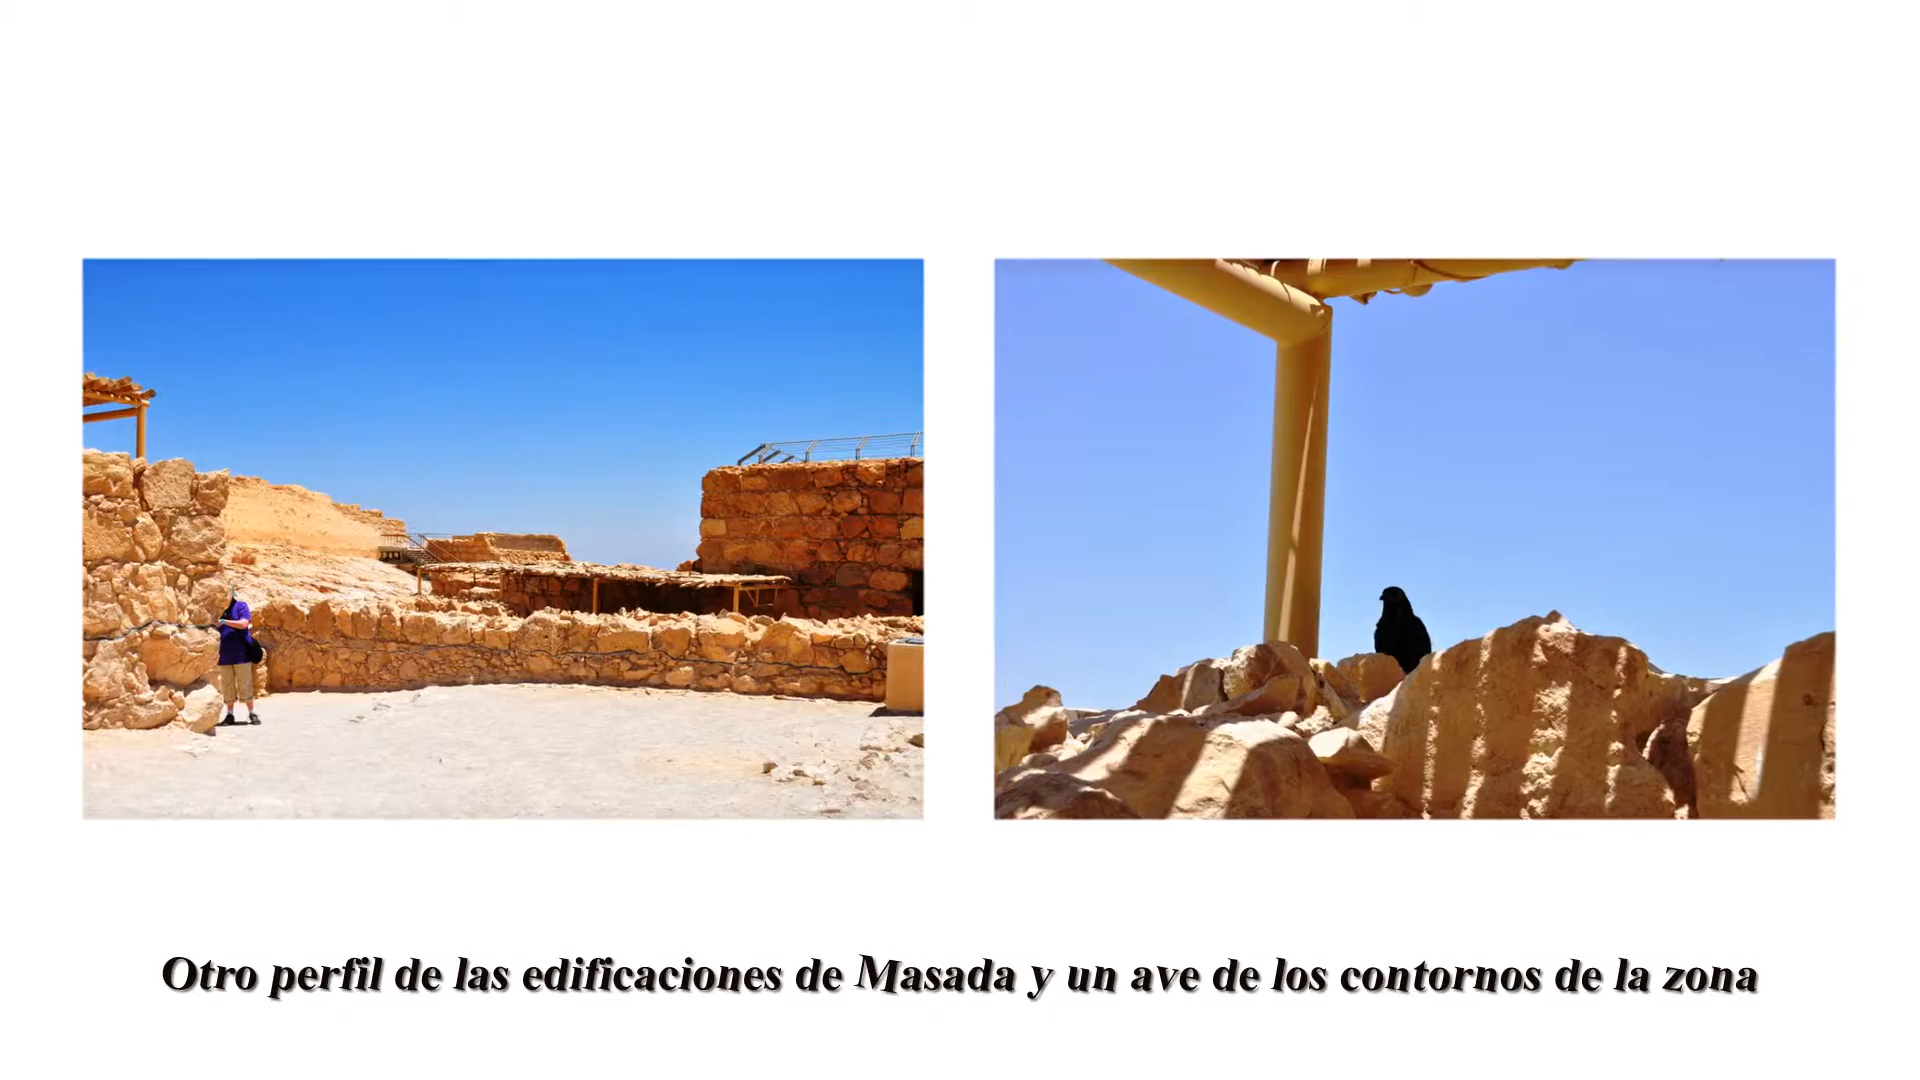 Otro perfil de las edificaciones de Masada y un ave de los contornos de la zona